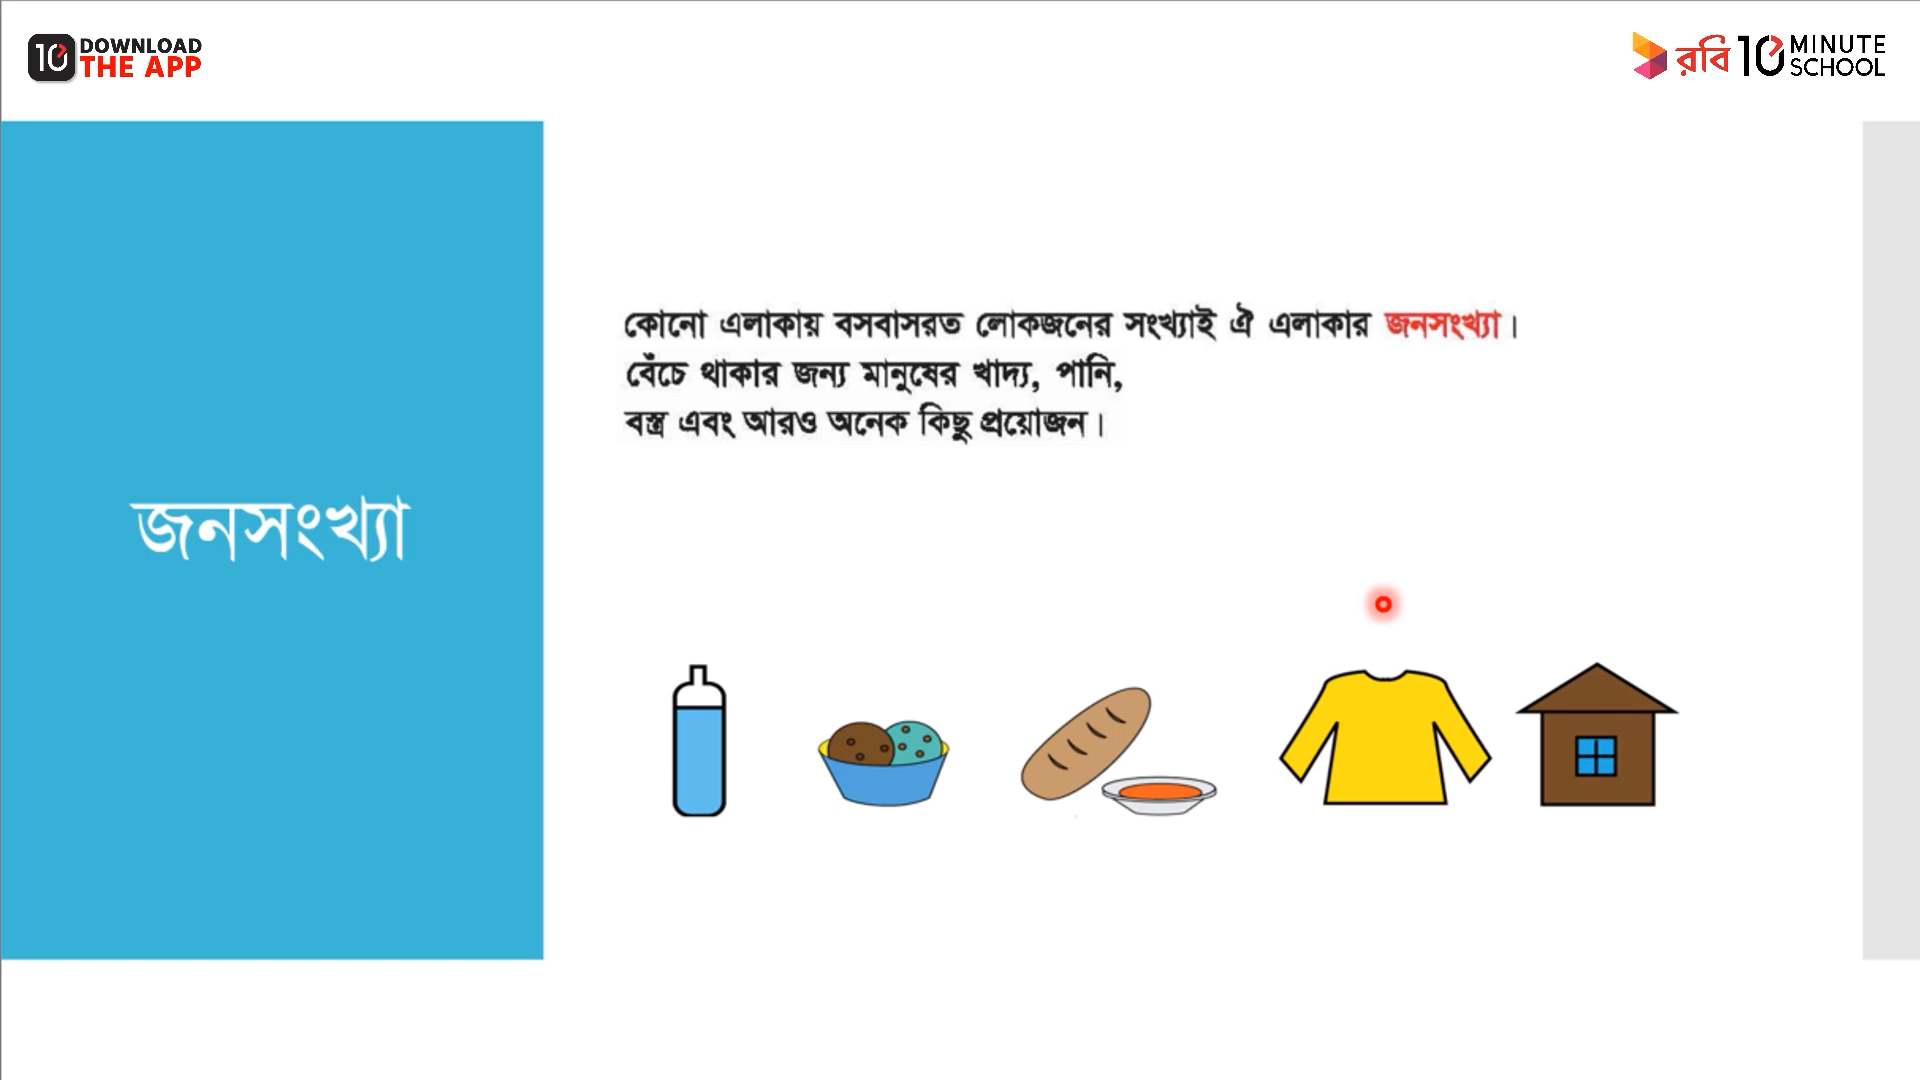 10 DOWNLOAD
THE APP
রবি 10 MINUTE
SCHOOL
কোনো এলাকায় বসবাসরত লোকজনের সংখ্যাই ঐ এলাকার জনসংখ্যা।
বেঁচে থাকার জন্য মানুষের খাদ্য, পানি,
বস্ত্র এবং আরও অনেক কিছু প্রয়োজন।
জনসংখ্যা